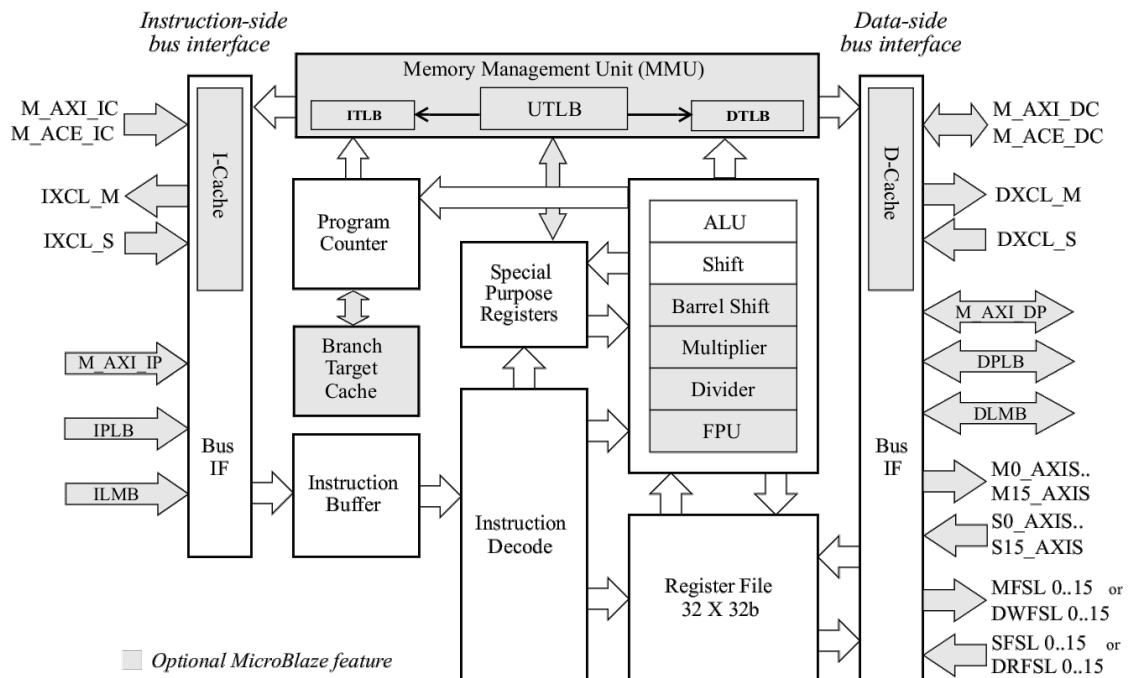 Instruction-side
bus interface
Data-side
bus interface
Memory Management Unit (MMU)
ITLB
UTLB
DTLB
M_AXI_IC
M_ACE_IC
IXCL_M
IXCL_S
M_AXI_IP
IPLB
ILMB
I-Cache
Bus
IF
Program
Counter
Branch
Target
Cache
Instruction
Buffer
Special
Purpose
Registers
Instruction
Decode
ALU
Shift
Barrel Shift
Multiplier
Divider
FPU
Register File
32 X 32b
D-Cache
Bus
IF
M_AXI_DC
M_ACE_DC
DXCL_M
DXCL_S
M_AXI_DP
DPLB
DLMB
M0_AXIS..
M15_AXIS
S0_AXIS..
S15_AXIS
MFSL 0..15 or
DWFSL 0..15
SFSL 0..15 or
DRFSL 0..15
Optional MicroBlaze feature